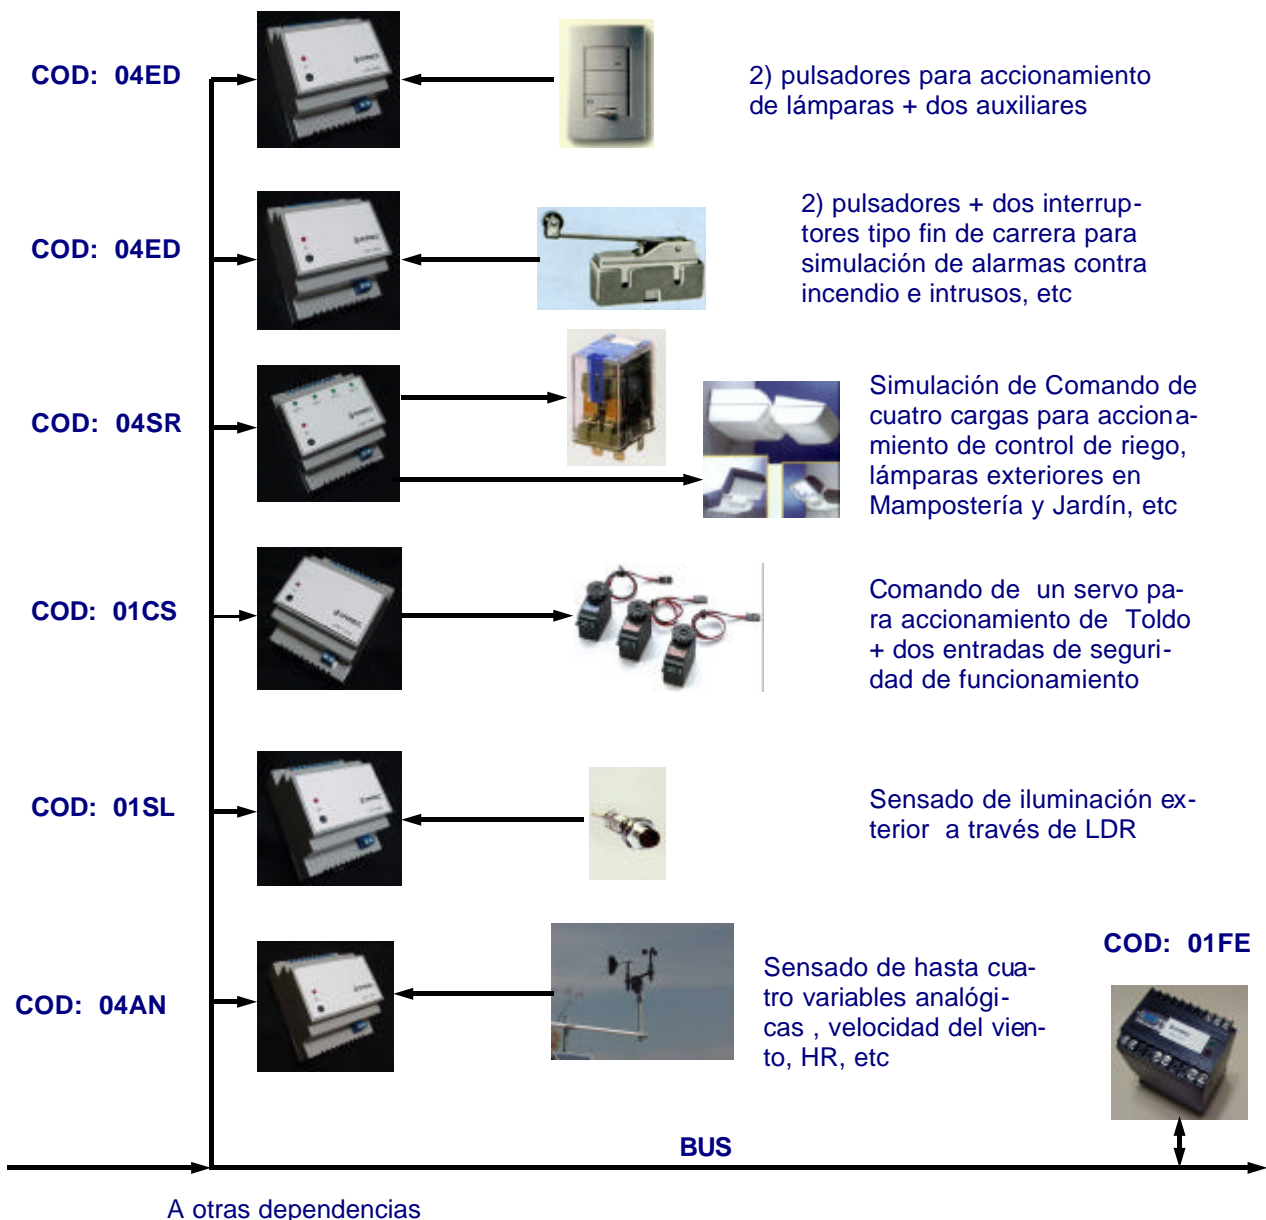 COD: 04ED
2) pulsadores para accionamiento
de lámparas + dos auxiliares
COD: 04ED
2) pulsadores + dos interrup-
tores tipo fin de carrera para
simulación de alarmas contra
incendio e intrusos, etc
COD: 04SR
Simulación de Comando de
cuatro cargas para acciona-
miento de control de riego,
lámparas exteriores en
Mampostería y Jardín, etc
COD: 01CS
Comando de un servo pa-
ra accionamiento de Toldo
+ dos entradas de seguri-
dad de funcionamiento
COD: 01SL
Sensado de iluminación ex-
terior a través de LDR
COD: 04AN
Sensado de hasta cua-
tro variables analógi-
cas , velocidad del vien-
to, HR, etc
COD: 01FE
BUS
A otras dependencias